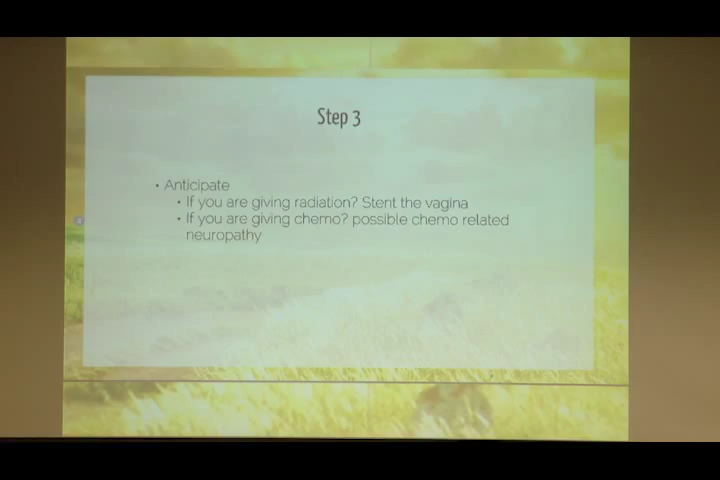 Step 3
• Anticipate
• If you are giving radiation? Stent the vagina
• If you are giving chemo? possible chemo related
neuropathy